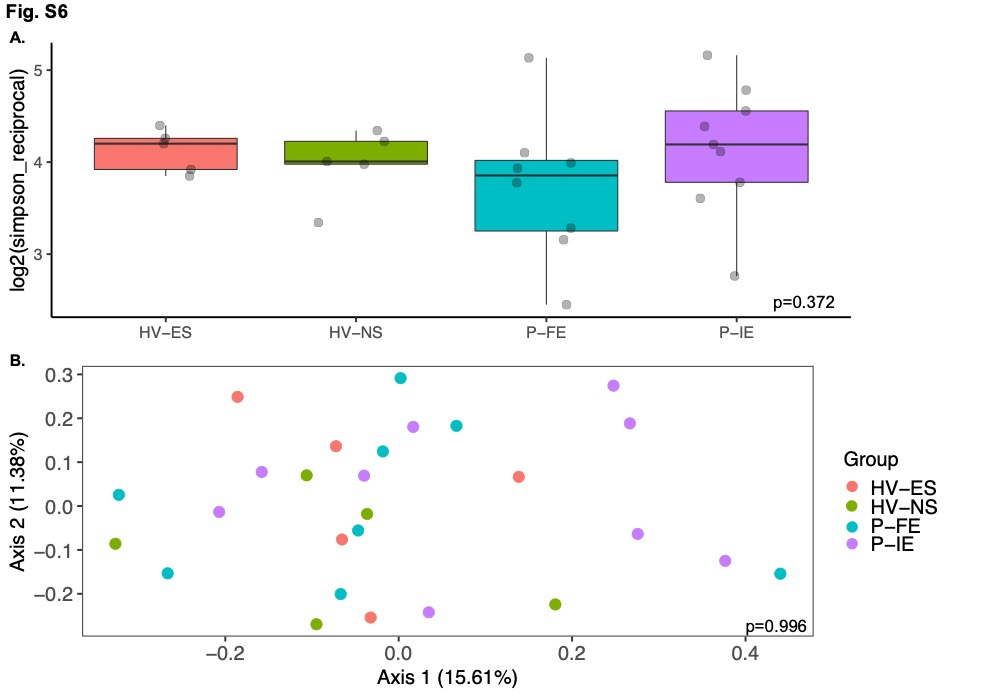 Fig. S6
A.
log2(simpson_reciprocal)
5
4
3
p=0.372
HV−ES
HV−NS
P−FE
P−IE
B.
Axis 2 (11.38%)
0.3
0.2
0.1
0.0
−0.1
−0.2
p=0.996
−0.2
0.0
0.2
0.4
Axis 1 (15.61%)
Group
HV−ES
HV−NS
P−FE
P−IE